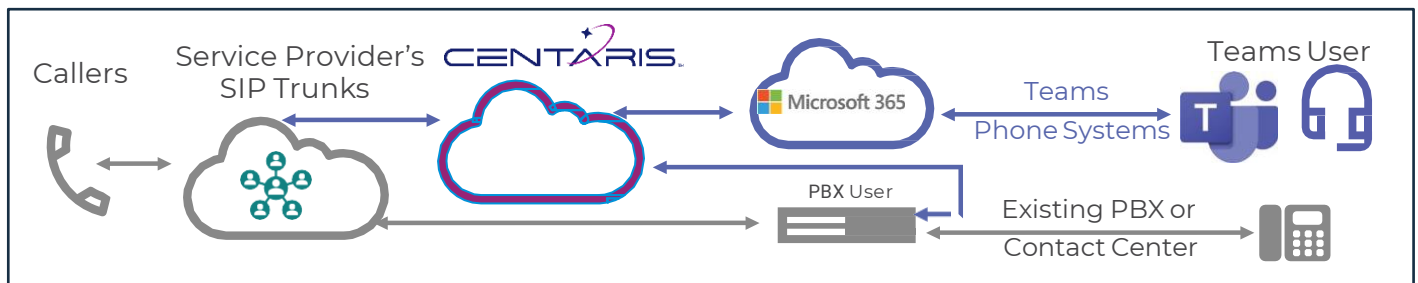 Callers
Service Provider's
SIP Trunks
CENTARIS
Microsoft 365
Teams
Phone Systems
Teams User
T
PBX User
Existing PBX or
Contact Center